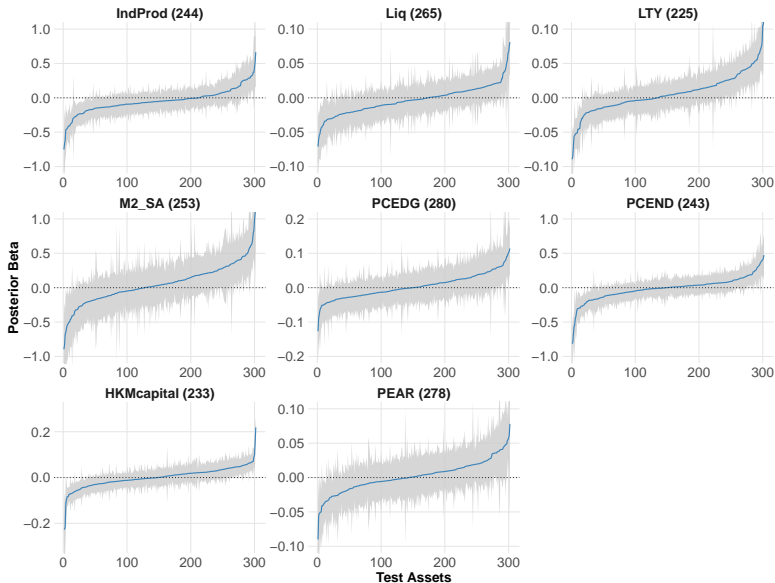 IndProd (244) Liq (265) LTY (225)
1.0 0.10 0.10
0.5 0.05 0.05
0.0 0.00 0.00
−0.5 −0.05 −0.05
−1.0 −0.10 −0.10
0 100 200 300 0 100 200 300 0 100 200 300
M2_SA (253) PCEDG (280) PCEND (243)
1.0 0.2 1.0
0.5 0.1 0.5
0.0 0.0 0.0
−0.5 −0.1 −0.5
−1.0 −0.2 −1.0
0 100 200 300 0 100 200 300 0 100 200 300
Posterior Beta
HKMcapital (233) PEAR (278)
0.10
0.2 0.05
0.0 0.00
−0.2 −0.05
−0.10
0 100 200 300 0 100 200 300
Test Assets